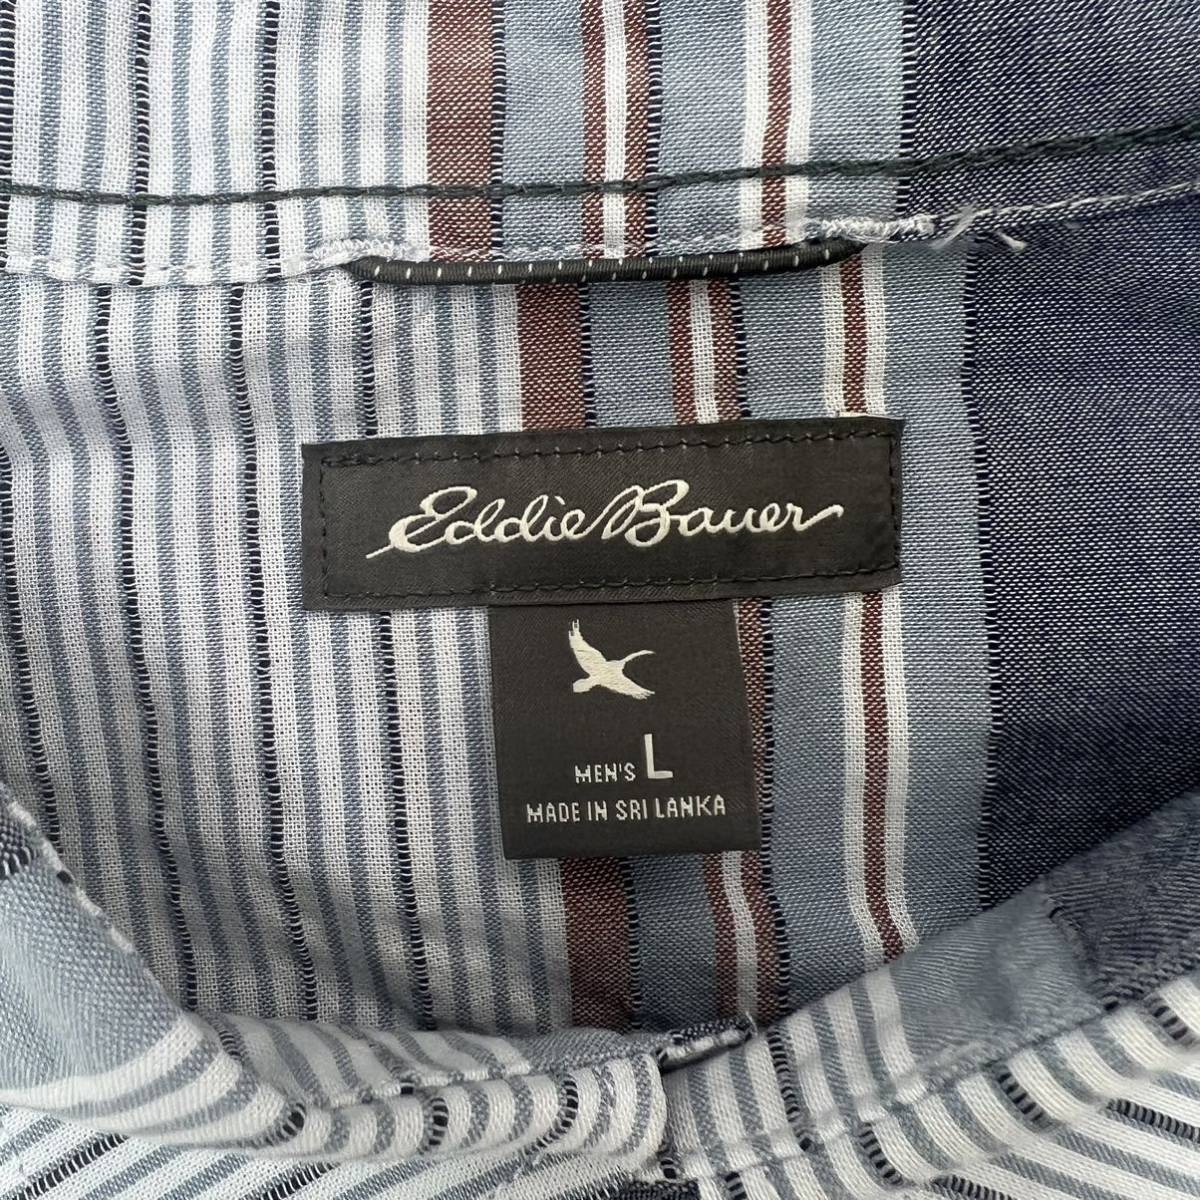 Eddie Bauer
MEN'S L
MADE IN SRI LANKA